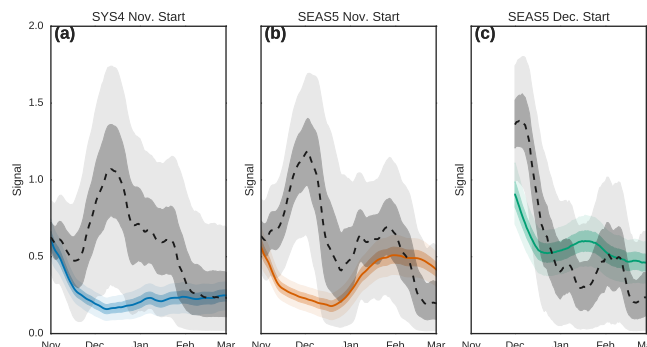 SYS4 Nov. Start
SEAS5 Nov. Start
SEAS5 Dec. Start
(a)
(b)
(c)
2.0
1.5
1.0
0.5
0.0
Signal
Signal
Signal
Nov Dec Jan Feb Mar
Nov Dec Jan Feb Mar
Nov Dec Jan Feb Mar